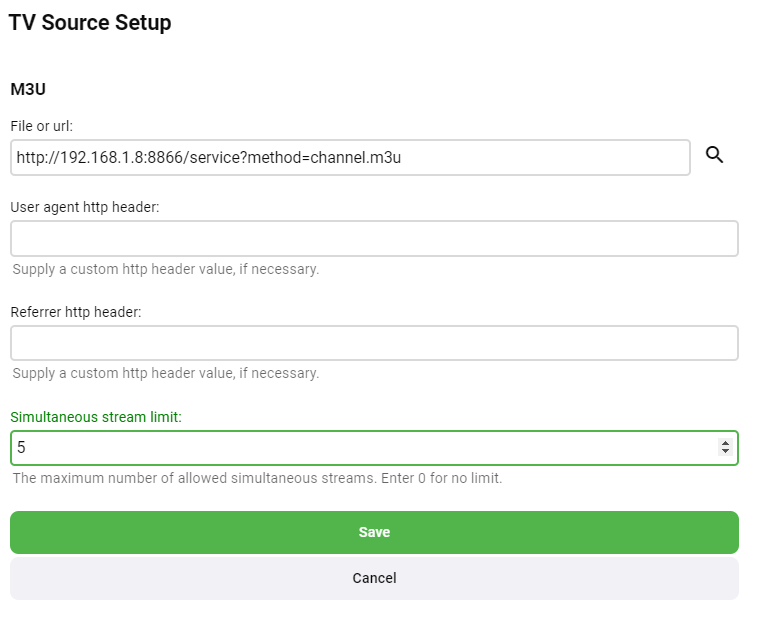 TV Source Setup
M3U
File or url:
http://192.168.1.8:8866/service?method=channel.m3u
User agent http header:
Supply a custom http header value, if necessary.
Referrer http header:
Supply a custom http header value, if necessary.
Simultaneous stream limit:
5
The maximum number of allowed simultaneous streams. Enter 0 for no limit.
Save
Cancel